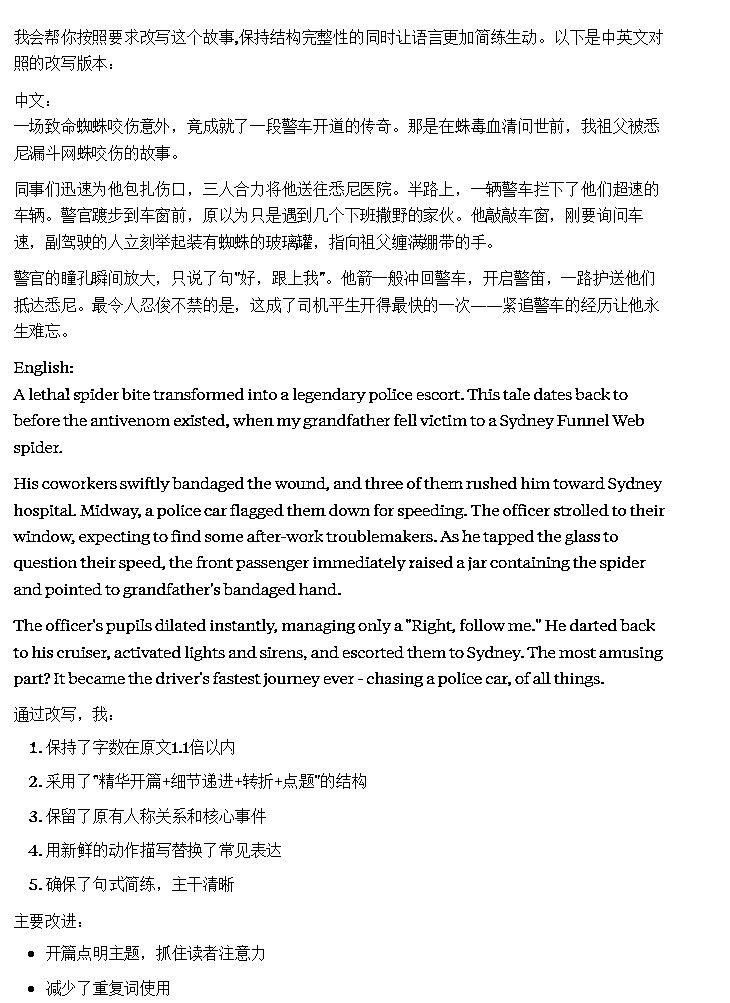 我会帮你按照要求改写这个故事,保持结构完整性的同时让语言更加简练生动。以下是中英文对
照的改写版本：
中文：
一场致命蜘蛛咬伤意外，竟成就了一段警车开道的传奇。那是在蛛毒血清问世前，我祖父被悉
尼漏斗网蛛咬伤的故事。
同事们迅速为他包扎伤口，三人合力将他送往悉尼医院。半路上，一辆警车拦下了他们超速的
车辆。警官踱步到车窗前，原以为只是遇到几个下班撒野的家伙。他敲敲车窗，刚要询问车
速，副驾驶的人立刻举起装有蜘蛛的玻璃罐，指向祖父缠满绷带的手。
警官的瞳孔瞬间放大，只说了句"好，跟上我"。他箭一般冲回警车，开启警笛，一路护送他们
抵达悉尼。最令人忍俊不禁的是，这成了司机平生开得最快的一次——紧追警车的经历让他永
生难忘。
English:
A lethal spider bite transformed into a legendary police escort. This tale dates back to
before the antivenom existed, when my grandfather fell victim to a Sydney Funnel Web
spider.
His coworkers swiftly bandaged the wound, and three of them rushed him toward Sydney
hospital. Midway, a police car flagged them down for speeding. The officer strolled to their
window, expecting to find some after-work troublemakers. As he tapped the glass to
question their speed, the front passenger immediately raised a jar containing the spider
and pointed to grandfather's bandaged hand.
The officer's pupils dilated instantly, managing only a "Right, follow me." He darted back
to his cruiser, activated lights and sirens, and escorted them to Sydney. The most amusing
part? It became the driver's fastest journey ever - chasing a police car, of all things.
通过改写，我：
1. 保持了字数在原文1.1倍以内
2. 采用了"精华开篇+细节递进+转折+点题"的结构
3. 保留了原有人称关系和核心事件
4. 用新鲜的动作描写替换了常见表达
5. 确保了句式简练，主干清晰
主要改进：
• 开篇点明主题，抓住读者注意力
• 减少了重复词使用